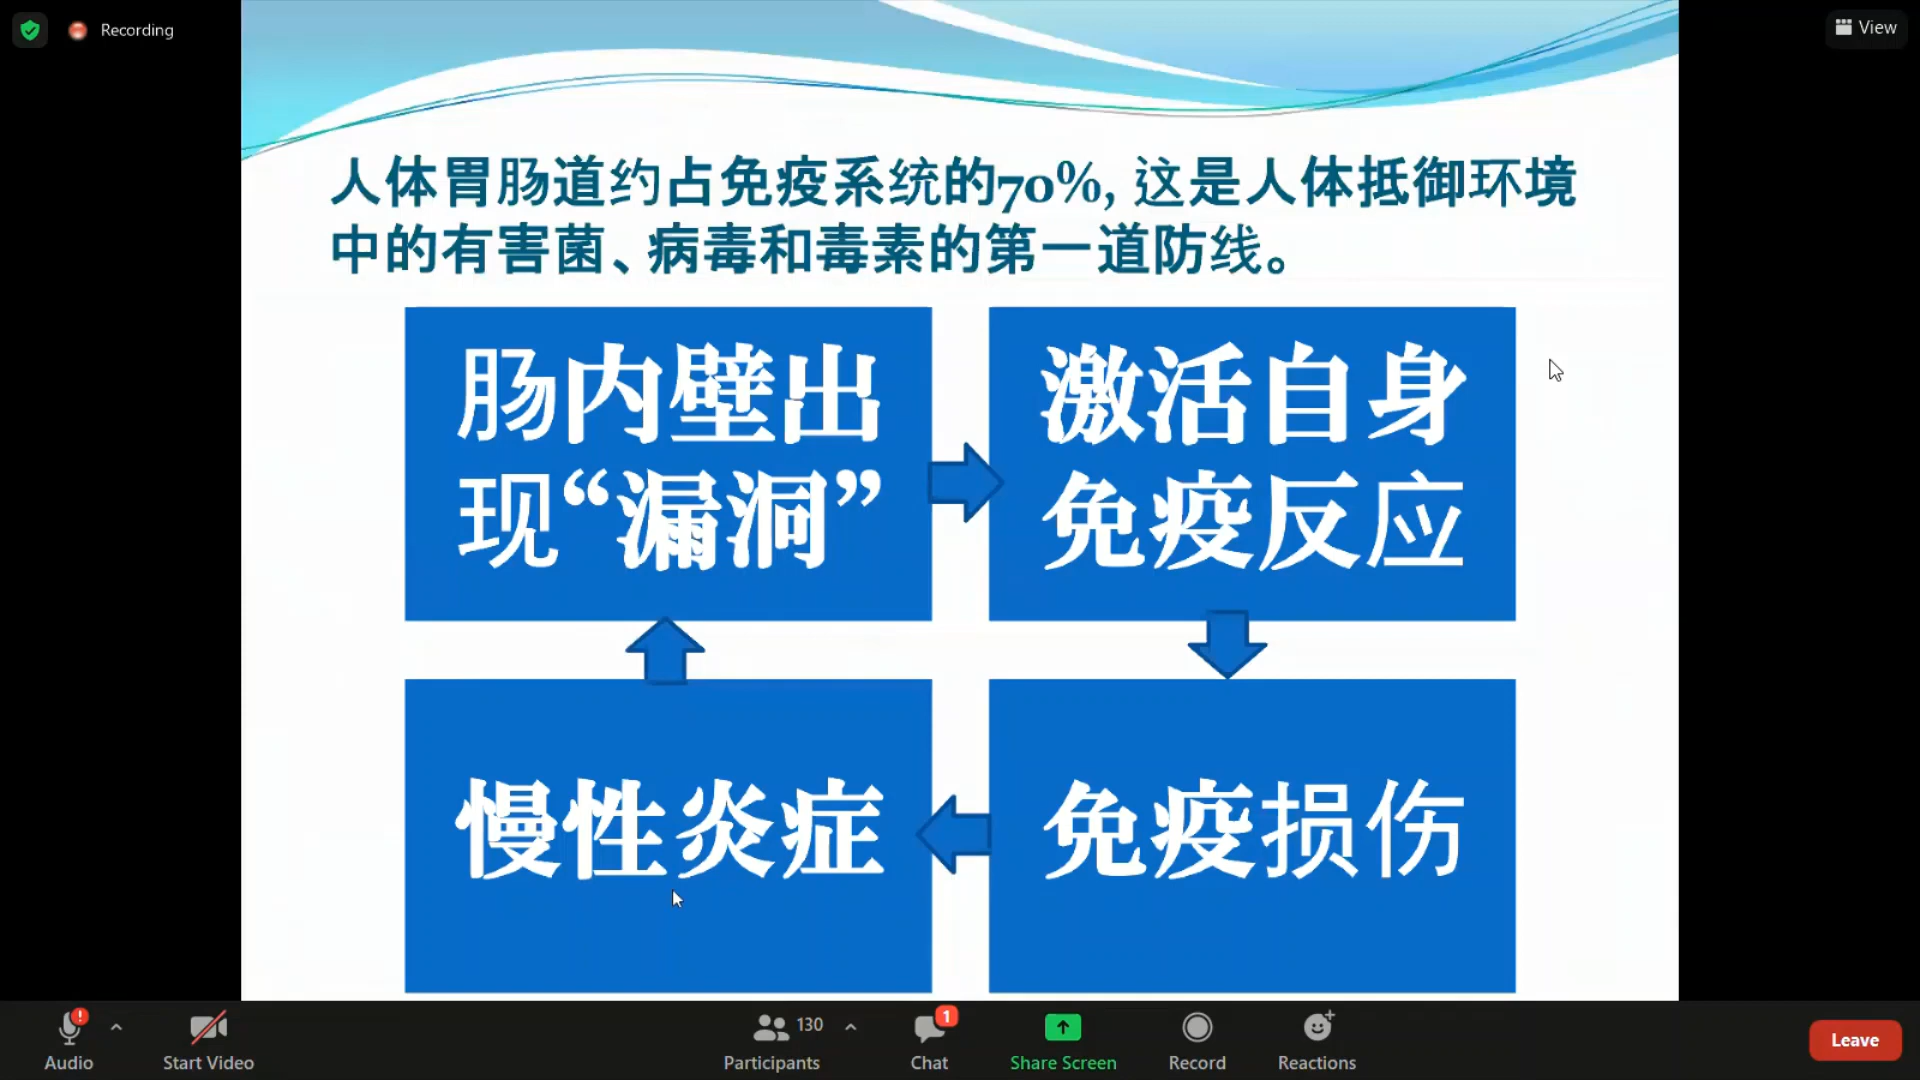 Recording
View
人体胃肠道约占免疫系统的70%, 这是人体抵御环境
中的有害菌、病毒和毒素的第一道防线。
肠内壁出
现“漏洞”
激活自身
免疫反应
慢性炎症
免疫损伤
Audio
Start Video
130
Participants
1
Chat
Share Screen
Record
Reactions
Leave